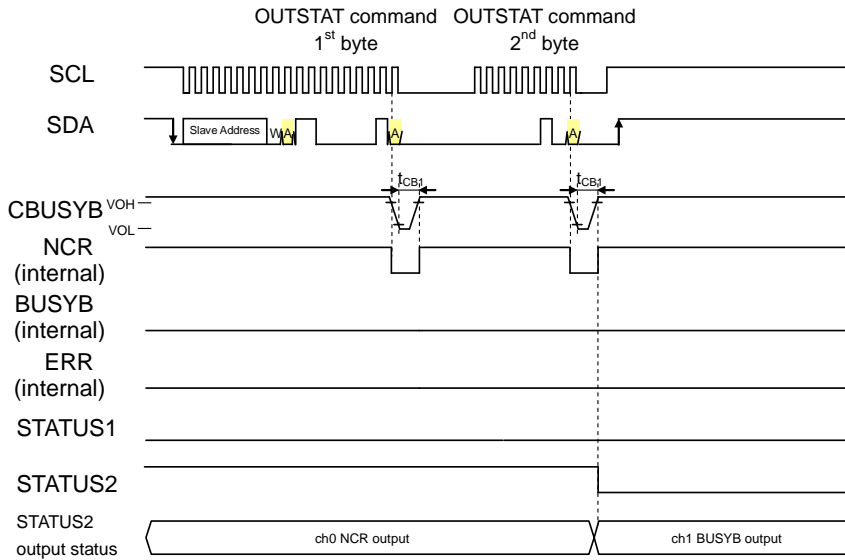 OUTSTAT command OUTSTAT command
1st byte 2nd byte
SCL
SDA
Slave Address W A A A
tCB1 tCB1
CBUSYB VOH
VOL
NCR
(internal)
BUSYB
(internal)
ERR
(internal)
STATUS1
STATUS2
STATUS2
output status
ch0 NCR output ch1 BUSYB output